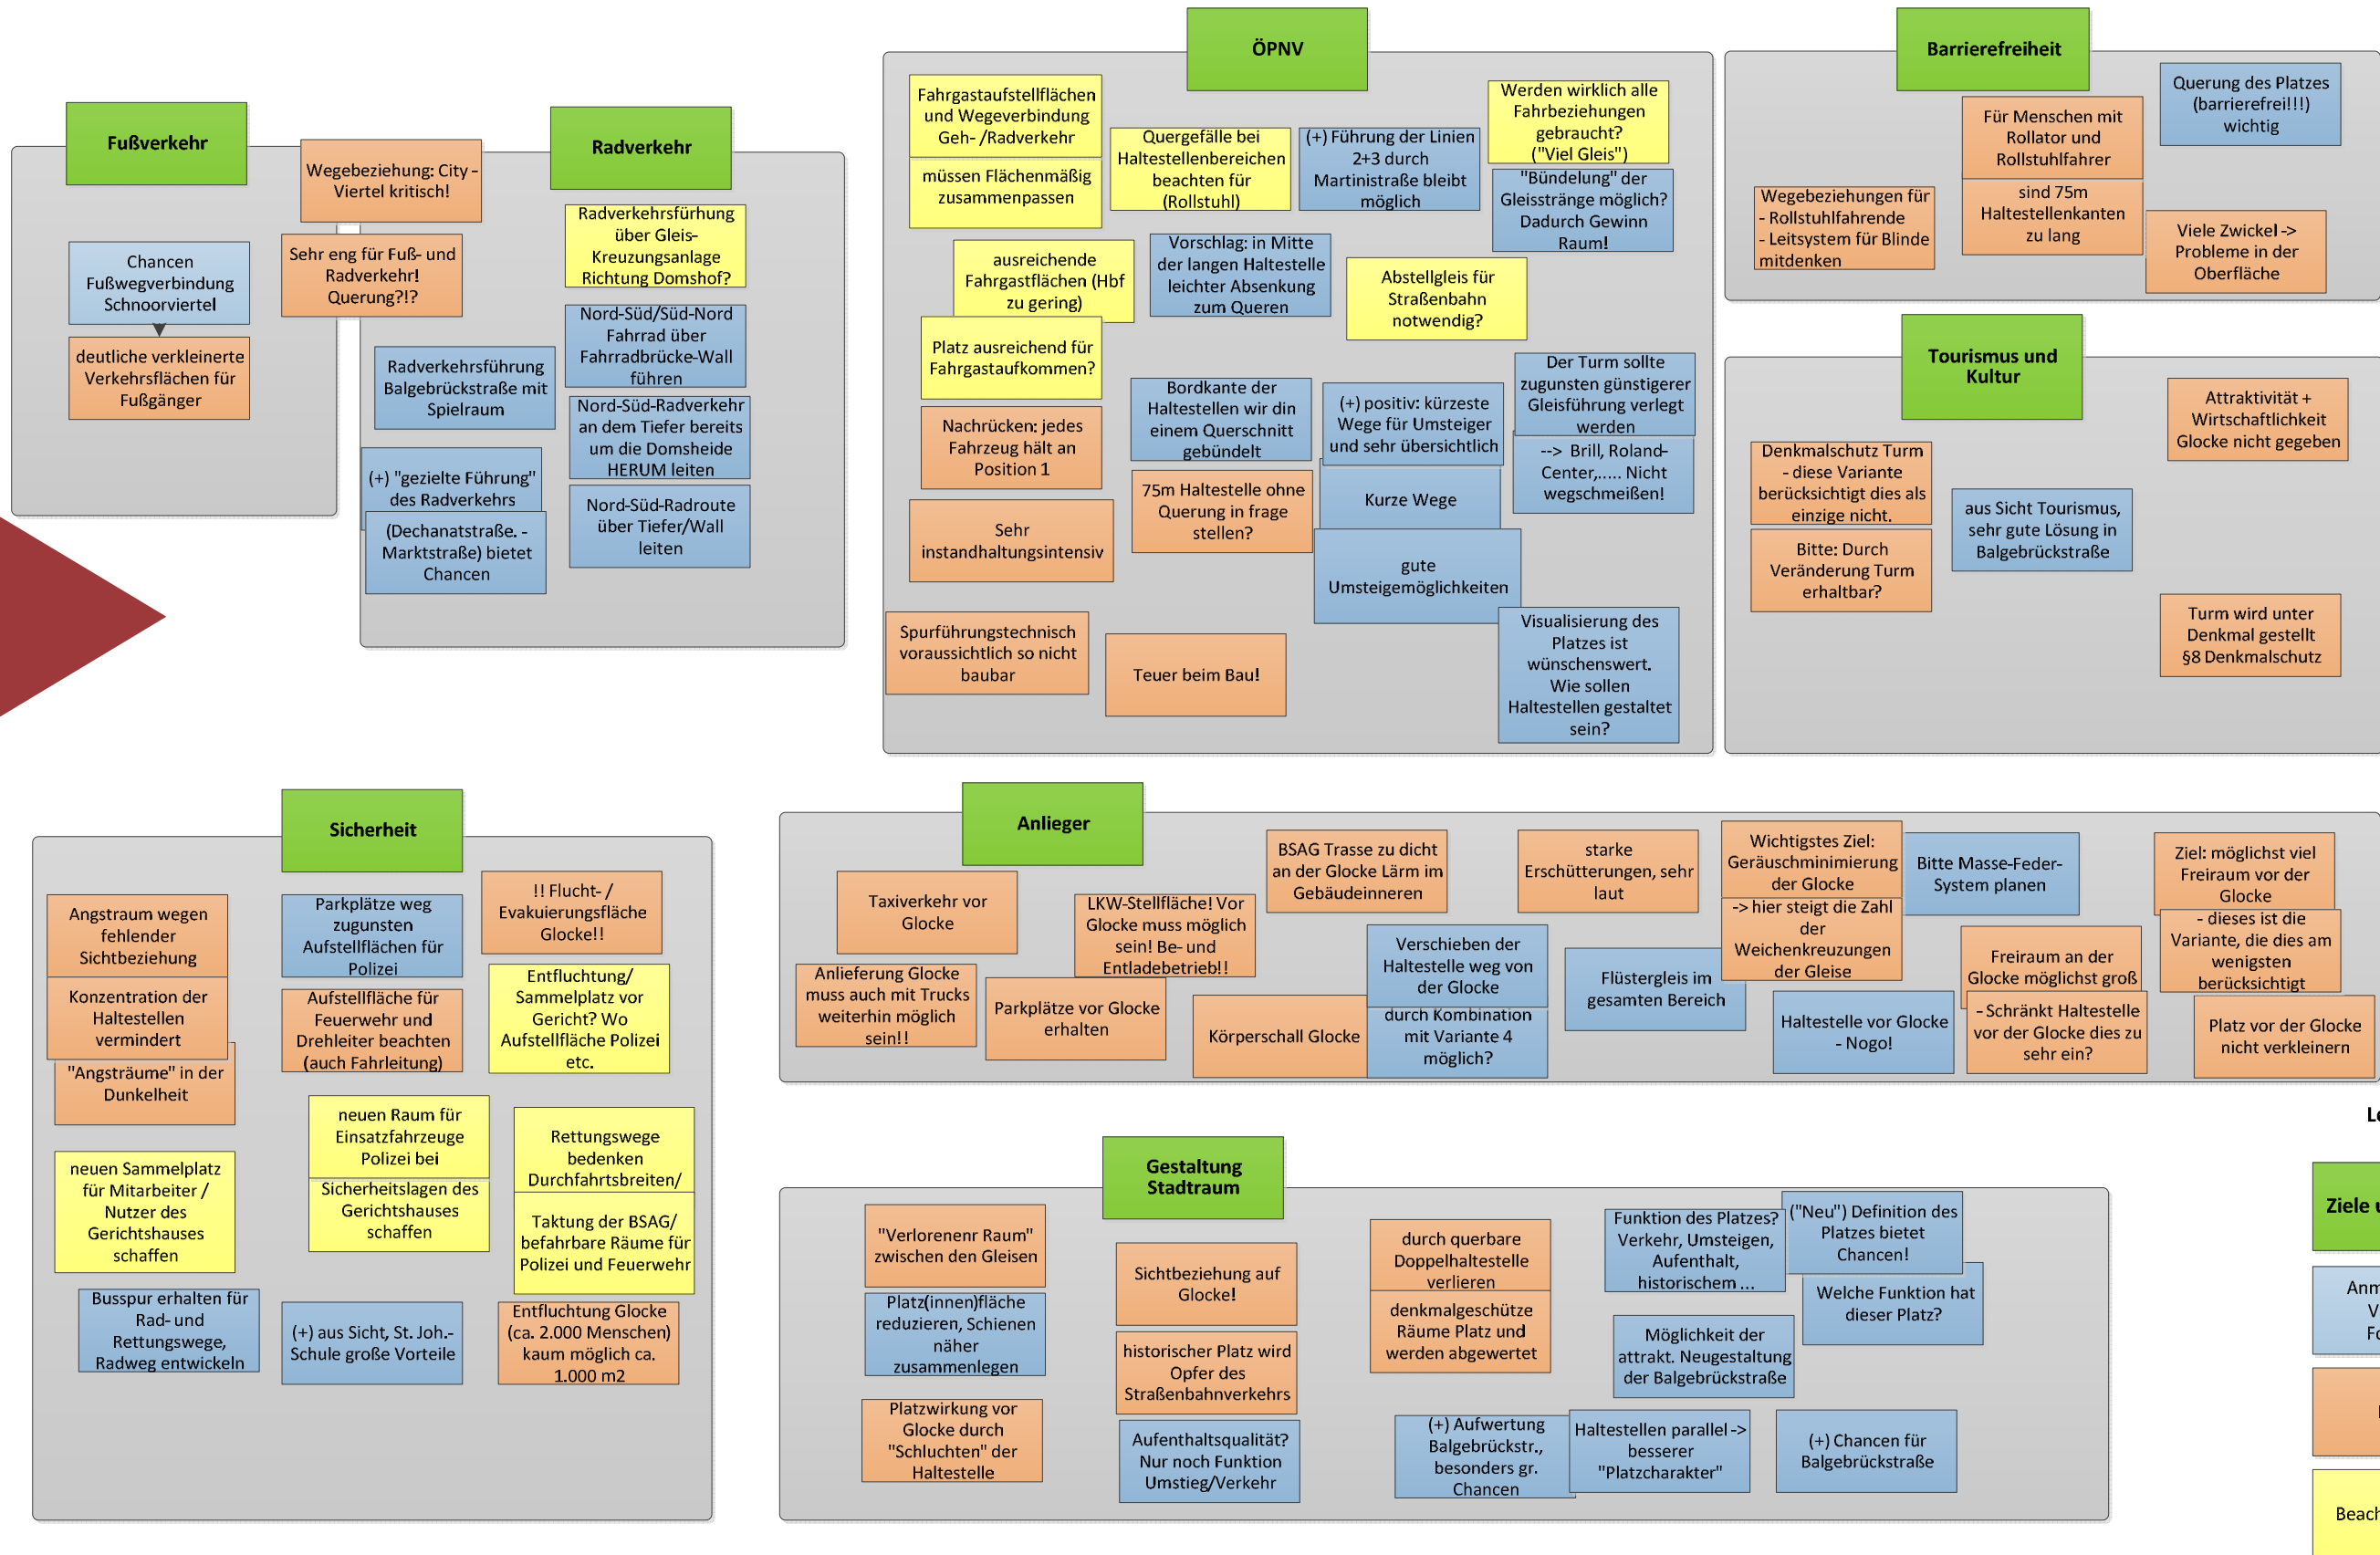 Fußverkehr
Chancen
Fußwegverbindung
Schnoorviertel
deutliche verkleinerte
Verkehrsflächen für
Fußgänger
Wegebeziehung: City -
Viertel kritisch!
Sehr eng für Fuß- und
Radverkehr!
Querung?!?
Radverkehr
Radverkehrsfürhung
über Gleis-
Kreuzungsanlage
Richtung Domshof?
Nord-Süd/Süd-Nord
Fahrrad über
Fahrradbrücke-Wall
führen
Radverkehrsführung
Balgebrückstraße mit
Spielraum
Nord-Süd-Radverkehr
an dem Tiefer bereits
um die Domsheide
HERUM leiten
(+) "gezielte Führung"
des Radverkehrs
(Dechanatstraße. -
Marktstraße) bietet
Chancen
Nord-Süd-Radroute
über Tiefer/Wall
leiten
ÖPNV
Fahrgastaufstellflächen
und Wegeverbindung
Geh- /Radverkehr
müssen Flächenmäßig
zusammenpassen
Quergefälle bei
Haltestellenbereichen
beachten für
(Rollstuhl)
(+) Führung der Linien
2+3 durch
Martinistraße bleibt
möglich
Werden wirklich alle
Fahrbeziehungen
gebraucht?
("Viel Gleis")
"Bündelung" der
Gleisstränge möglich?
Dadurch Gewinn
Raum!
ausreichende
Fahrgastflächen (Hbf
zu gering)
Vorschlag: in Mitte
der langen Haltestelle
leichter Absenkung
zum Queren
Abstellgleis für
Straßenbahn
notwendig?
Platz ausreichend für
Fahrgastaufkommen?
Bordkante der
Haltestellen wir din
einem Querschnitt
gebündelt
(+) positiv: kürzeste
Wege für Umsteiger
und sehr übersichtlich
Der Turm sollte
zugunsten günstigerer
Gleisführung verlegt
werden
--> Brill, Roland-
Center,..... Nicht
wegschmeißen!
Nachrücken: jedes
Fahrzeug hält an
Position 1
75m Haltestelle ohne
Querung in frage
stellen?
Kurze Wege
Sehr
instandhaltungsintensiv
gute
Umsteigemöglichkeiten
Spurführungstechnisch
voraussichtlich so nicht
baubar
Teuer beim Bau!
Visualisierung des
Platzes ist
wünschenswert.
Wie sollen
Haltestellen gestaltet
sein?
Barrierefreiheit
Querung des Platzes
(barrierefrei!!!)
wichtig
Für Menschen mit
Rollator und
Rollstuhlfahrer
sind 75m
Haltestellenkanten
zu lang
Wegebeziehungen für
- Rollstuhlfahrende
- Leitsystem für Blinde
mitdenken
Viele Zwickel ->
Probleme in der
Oberfläche
Tourismus und
Kultur
Attraktivität +
Wirtschaftlichkeit
Glocke nicht gegeben
Denkmalschutz Turm
- diese Variante
berücksichtigt dies als
einzige nicht.
Bitte: Durch
Veränderung Turm
erhaltbar?
aus Sicht Tourismus,
sehr gute Lösung in
Balgebrückstraße
Turm wird unter
Denkmal gestellt
§8 Denkmalschutz
Sicherheit
Angstraum wegen
fehlender
Sichtbeziehung
Konzentration der
Haltestellen
vermindert
"Angsträume" in der
Dunkelheit
Parkplätze weg
zugunsten
Aufstellflächen für
Polizei
Aufstellfläche für
Feuerwehr und
Drehleiter beachten
(auch Fahrleitung)
!! Flucht- /
Evakuierungsfläche
Glocke!!
Entfluchtung/
Sammelplatz vor
Gericht? Wo
Aufstellfläche Polizei
etc.
neuen Raum für
Einsatzfahrzeuge
Polizei bei
Sicherheitslagen des
Gerichtshauses
schaffen
Rettungswege
bedenken
Durchfahrtsbreiten/
Taktung der BSAG/
befahrbare Räume für
Polizei und Feuerwehr
neuen Sammelplatz
für Mitarbeiter /
Nutzer des
Gerichtshauses
schaffen
Busspur erhalten für
Rad- und
Rettungswege,
Radweg entwickeln
(+) aus Sicht, St. Joh.-
Schule große Vorteile
Entfluchtung Glocke
(ca. 2.000 Menschen)
kaum möglich ca.
1.000 m2
Anlieger
Taxiverkehr vor
Glocke
Anlieferung Glocke
muss auch mit Trucks
weiterhin möglich
sein!!
LKW-Stellfläche! Vor
Glocke muss möglich
sein! Be- und
Entladebetrieb!!
Parkplätze vor Glocke
erhalten
BSAG Trasse zu dicht
an der Glocke Lärm im
Gebäudeinneren
Körperschall Glocke
Verschieben der
Haltestelle weg von
der Glocke
durch Kombination
mit Variante 4
möglich?
starke
Erschütterungen, sehr
laut
Flüstergleis im
gesamten Bereich
Wichtigstes Ziel:
Geräuschminimierung
der Glocke
-> hier steigt die Zahl
der
Weichenkreuzungen
der Gleise
Bitte Masse-Feder-
System planen
Haltestelle vor Glocke
- Nogo!
Freiraum an der
Glocke möglichst groß
- Schränkt Haltestelle
vor der Glocke dies zu
sehr ein?
Ziel: möglichst viel
Freiraum vor der
Glocke
- dieses ist die
Variante, die dies am
wenigsten
berücksichtigt
Platz vor der Glocke
nicht verkleinern
Gestaltung
Stadtraum
"Verlorenenr Raum"
zwischen den Gleisen
Platz(innen)fläche
reduzieren, Schienen
näher
zusammenlegen
Platzwirkung vor
Glocke durch
"Schluchten" der
Haltestelle
Sichtbeziehung auf
Glocke!
historischer Platz wird
Opfer des
Straßenbahnverkehrs
Aufenthaltsqualität?
Nur noch Funktion
Umstieg/Verkehr
durch querbare
Doppelhaltestelle
verlieren
denkmalgeschütze
Räume Platz und
werden abgewertet
(+) Aufwertung
Balgebrückstr.,
besonders gr.
Chancen
Funktion des Platzes?
Verkehr, Umsteigen,
Aufenthalt,
historischem ...
("Neu") Definition des
Platzes bietet
Chancen!
Welche Funktion hat
dieser Platz?
Möglichkeit der
attrakt. Neugestaltung
der Balgebrückstraße
Haltestellen parallel ->
besserer
"Platzcharakter"
(+) Chancen für
Balgebrückstraße
Ziele